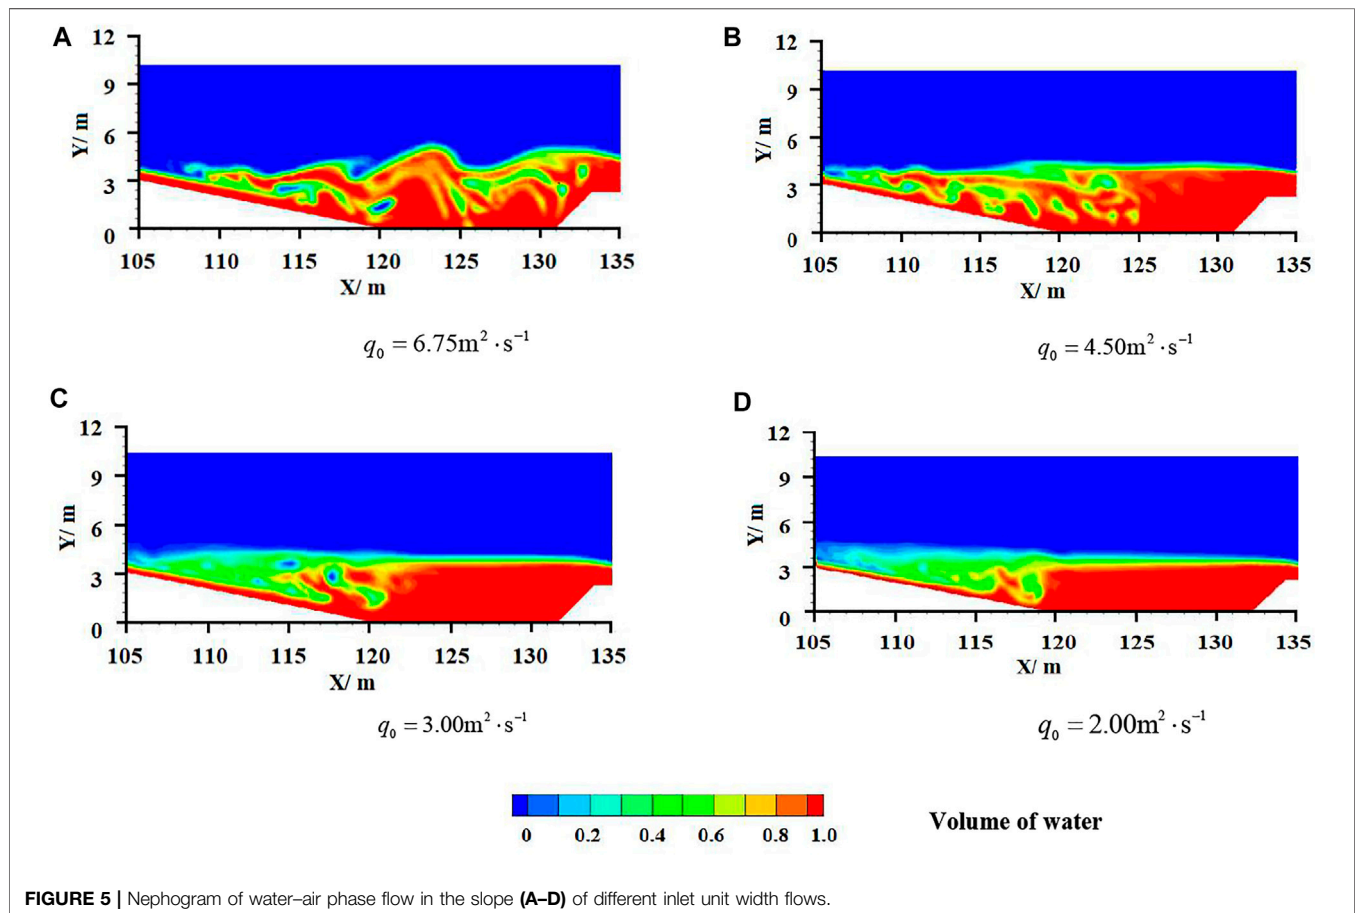 A
12
9
6
3
0
Y/ m
105 110 115 120 125 130 135
X/ m
q₀ = 6.75m² · s⁻¹
B
12
9
6
3
0
Y/ m
105 110 115 120 125 130 135
X/ m
q₀ = 4.50m² · s⁻¹
C
12
9
6
3
0
Y/ m
105 110 115 120 125 130 135
X/ m
q₀ = 3.00m² · s⁻¹
D
12
9
6
3
0
Y/ m
105 110 115 120 125 130 135
X/ m
q₀ = 2.00m² · s⁻¹
0 0.2 0.4 0.6 0.8 1.0
Volume of water
FIGURE 5 | Nephogram of water–air phase flow in the slope (A–D) of different inlet unit width flows.